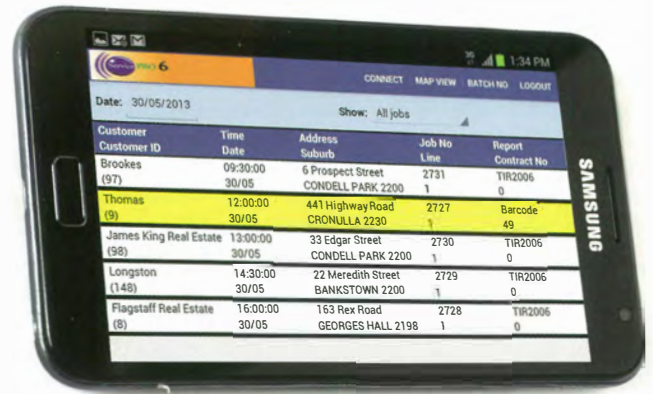 3G 1:34 PM
Service PRO 6
CONNECT MAP VIEW BATCH NO LOGOUT
Date: 30/05/2013 Show: All jobs
Customer Time Address Job No Report
Customer ID Date Suburb Line Contract No
Brookes 09:30:00 6 Prospect Street 2731 TIR2006
(97) 30/05 CONDELL PARK 2200 1 0
Thomas 12:00:00 441 Highway Road 2727 Barcode
(9) 30/05 CRONULLA 2230 1 49
James King Real Estate 13:00:00 33 Edgar Street 2730 TIR2006
(98) 30/05 CONDELL PARK 2200 1 0
Longston 14:30:00 22 Meredith Street 2729 TIR2006
(148) 30/05 BANKSTOWN 2200 1 0
Flagstaff Real Estate 16:00:00 163 Rex Road 2728 TIR2006
(8) 30/05 GEORGES HALL 2198 1 0
SAMSUNG